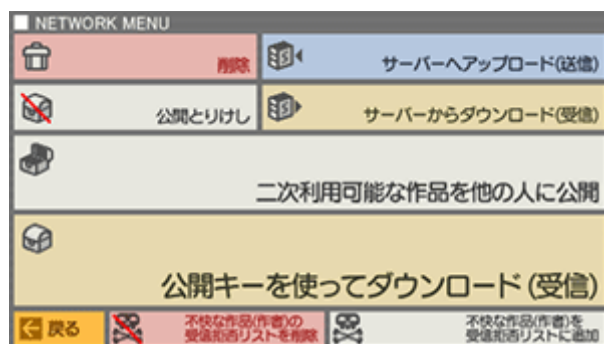 NETWORK MENU
削除
サーバーへアップロード(送信)
公開とりけし
サーバーからダウンロード(受信)
二次利用可能な作品を他の人に公開
公開キーを使ってダウンロード(受信)
戻る
不快な作品(作者)の
受信拒否リストを削除
不快な作品(作者)を
受信拒否リストに追加